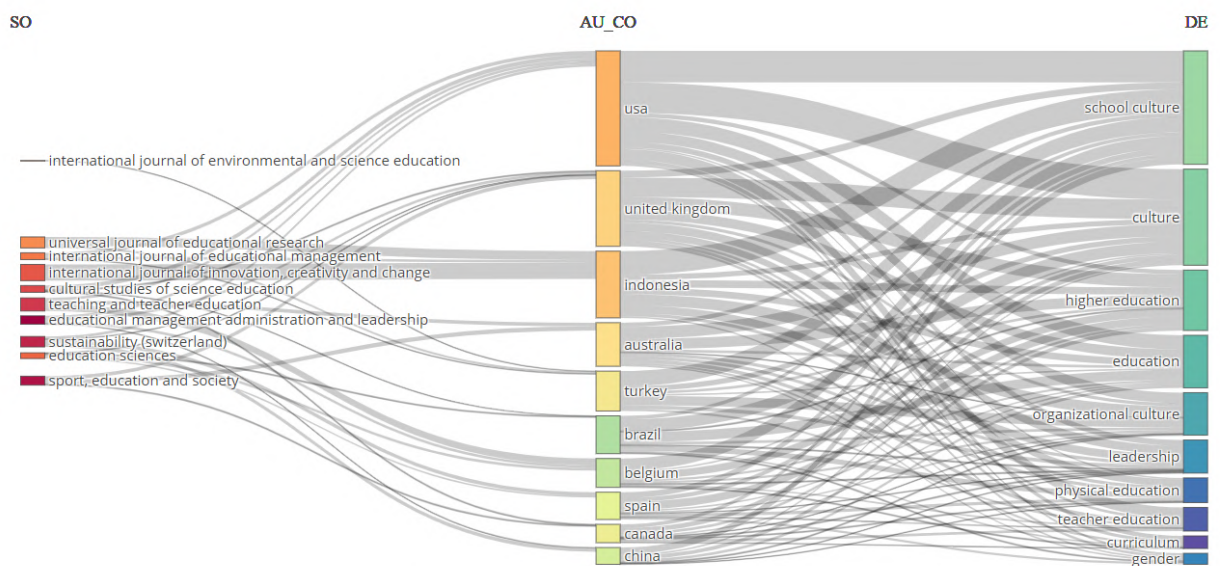 SO
AU_CO
DE
international journal of environmental and science education
universal journal of educational research
international journal of educational management
international journal of innovation, creativity and change
cultural studies of science education
teaching and teacher education
educational management administration and leadership
sustainability (switzerland)
education sciences
sport, education and society
usa
united kingdom
indonesia
australia
turkey
brazil
belgium
spain
canada
china
school culture
culture
higher education
education
organizational culture
leadership
physical education
teacher education
curriculum
gender